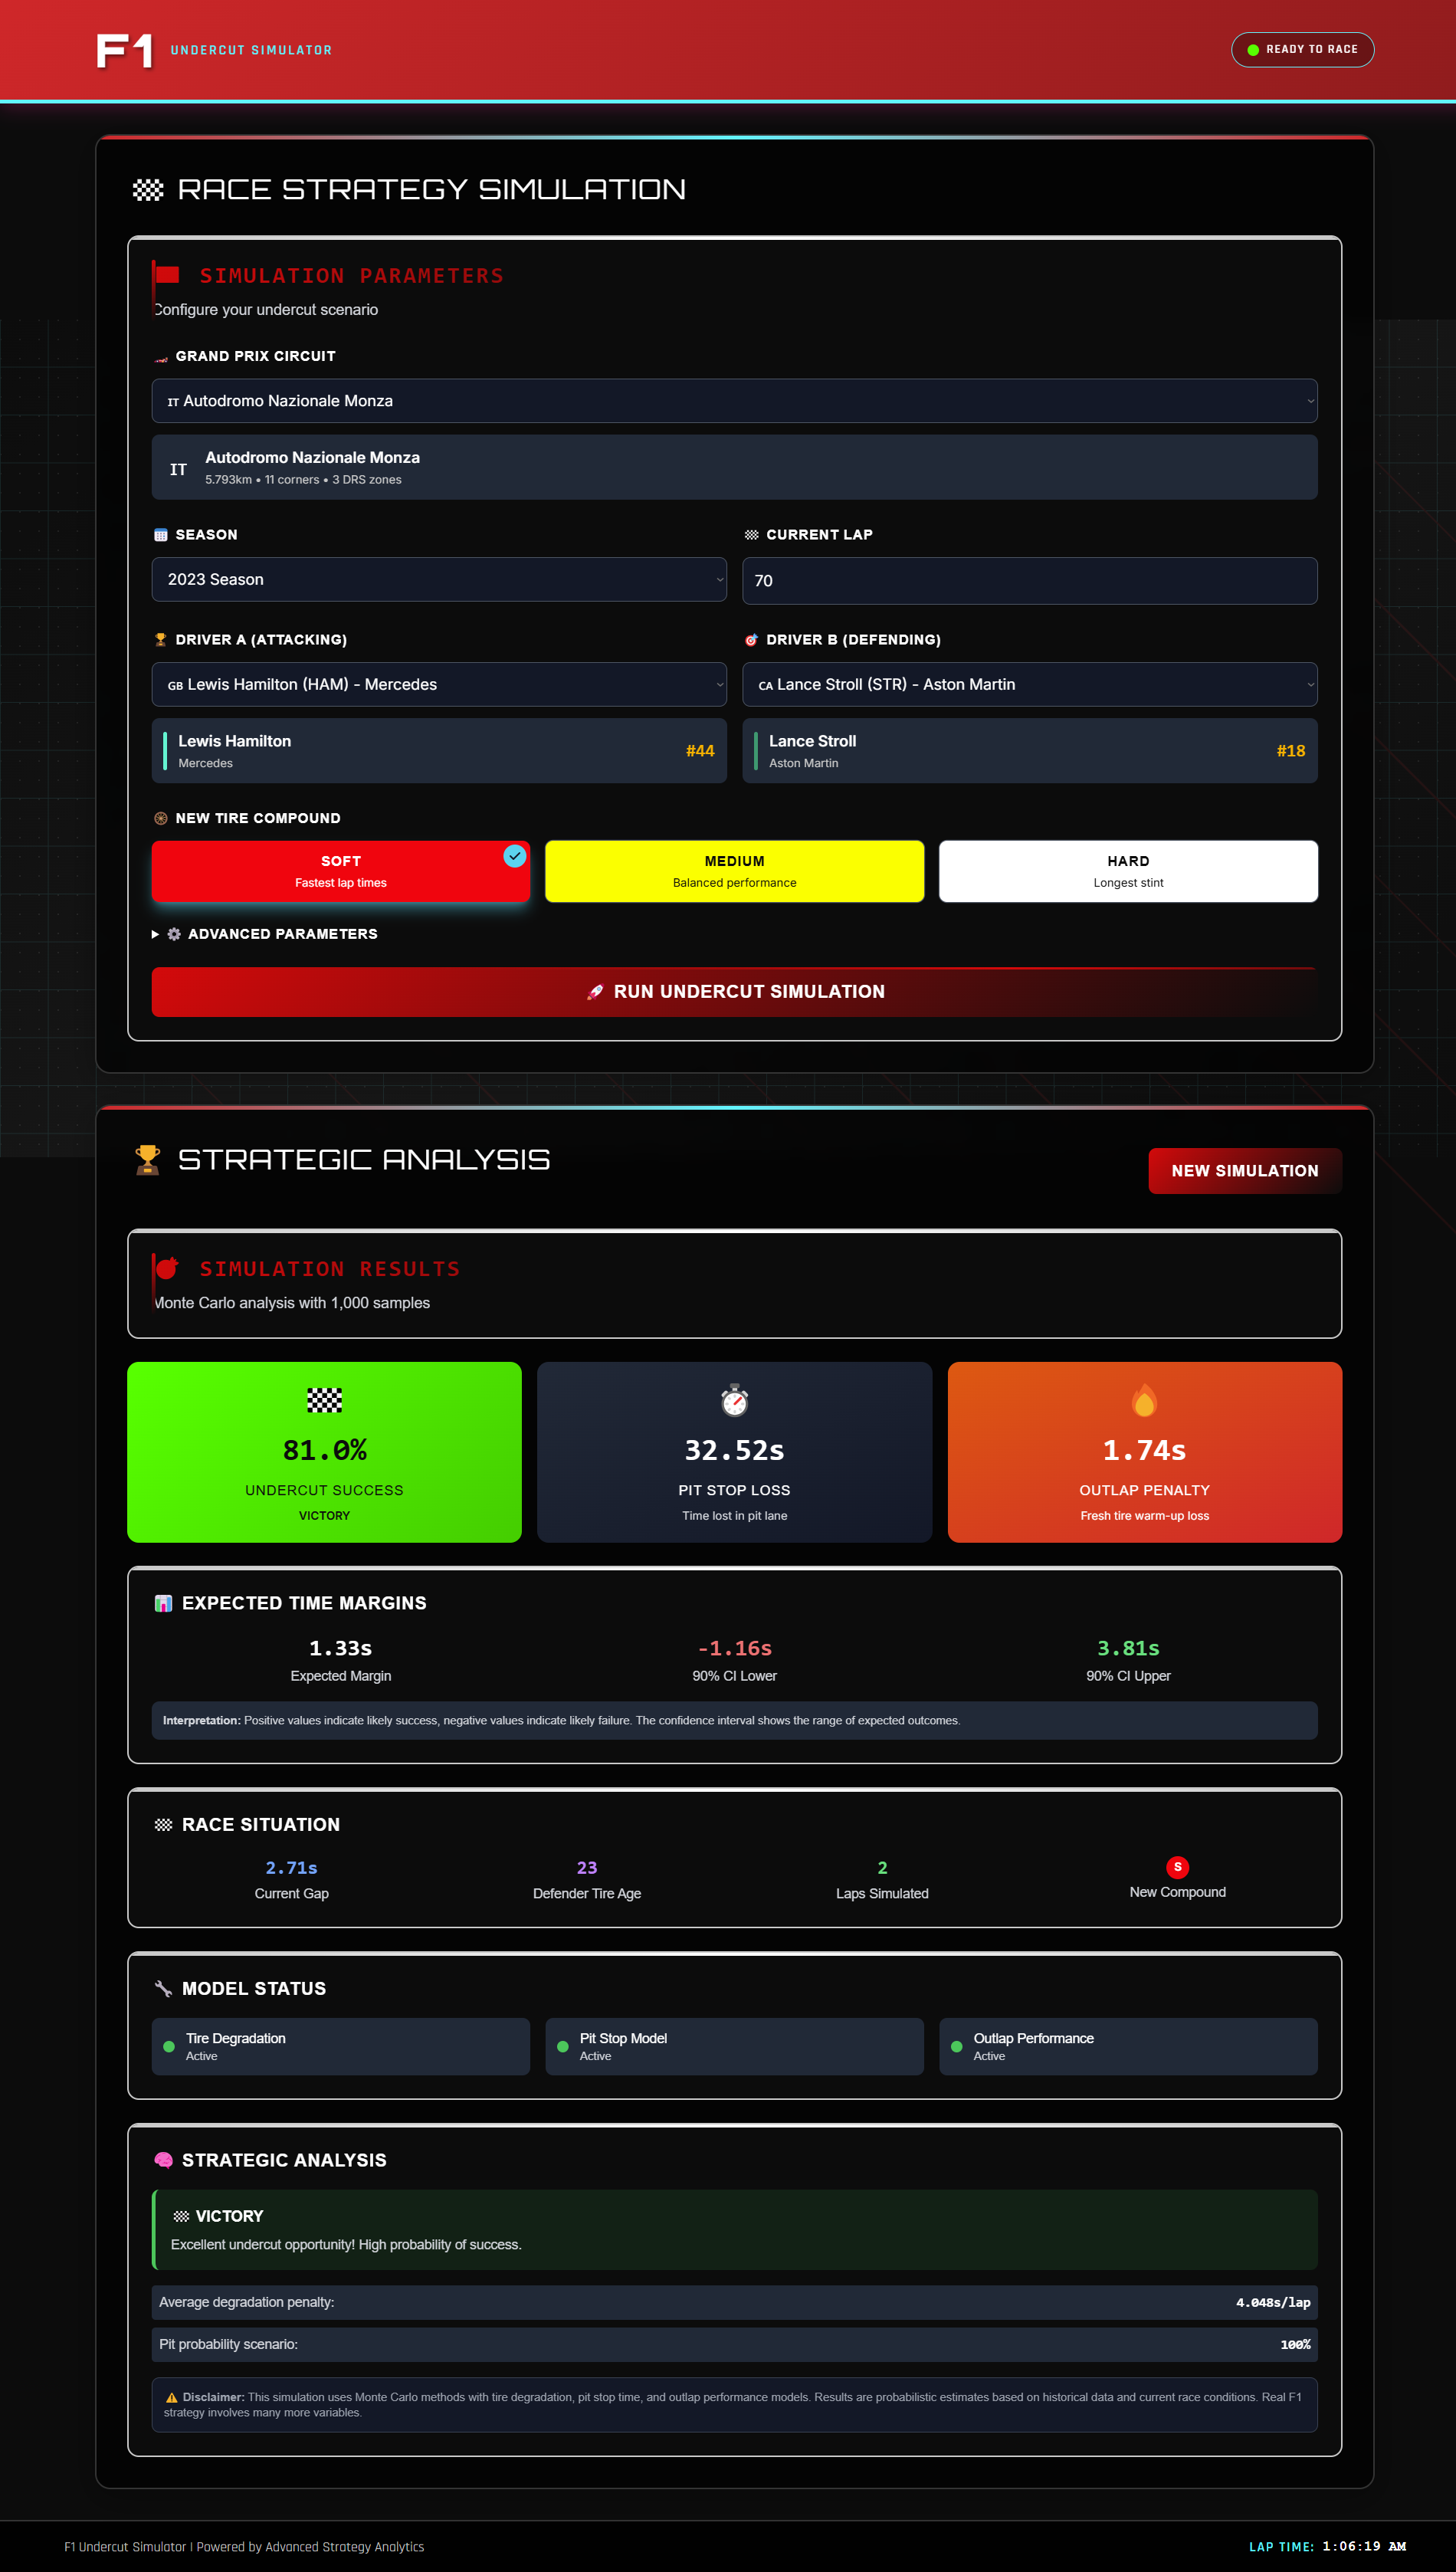 F1 UNDERCUT SIMULATOR
READY TO RACE
RACE STRATEGY SIMULATION
SIMULATION PARAMETERS
Configure your undercut scenario
GRAND PRIX CIRCUIT
IT Autodromo Nazionale Monza
IT
Autodromo Nazionale Monza
5.793km • 11 corners • 3 DRS zones
SEASON
CURRENT LAP
2023 Season
70
DRIVER A (ATTACKING)
DRIVER B (DEFENDING)
GB Lewis Hamilton (HAM) - Mercedes
CA Lance Stroll (STR) - Aston Martin
Lewis Hamilton
Mercedes
#44
Lance Stroll
Aston Martin
#18
NEW TIRE COMPOUND
SOFT
Fastest lap times
MEDIUM
Balanced performance
HARD
Longest stint
ADVANCED PARAMETERS
RUN UNDERCUT SIMULATION
STRATEGIC ANALYSIS
NEW SIMULATION
SIMULATION RESULTS
Monte Carlo analysis with 1,000 samples
81.0%
UNDERCUT SUCCESS
VICTORY
32.52s
PIT STOP LOSS
Time lost in pit lane
1.74s
OUTLAP PENALTY
Fresh tire warm-up loss
EXPECTED TIME MARGINS
1.33s
Expected Margin
-1.16s
90% CI Lower
3.81s
90% CI Upper
Interpretation: Positive values indicate likely success, negative values indicate likely failure. The confidence interval shows the range of expected outcomes.
RACE SITUATION
2.71s
Current Gap
23
Defender Tire Age
2
Laps Simulated
S
New Compound
MODEL STATUS
Tire Degradation
Active
Pit Stop Model
Active
Outlap Performance
Active
STRATEGIC ANALYSIS
VICTORY
Excellent undercut opportunity! High probability of success.
Average degradation penalty: 4.048s/lap
Pit probability scenario: 100%
Disclaimer: This simulation uses Monte Carlo methods with tire degradation, pit stop time, and outlap performance models. Results are probabilistic estimates based on historical data and current race conditions. Real F1
strategy involves many more variables.
F1 Undercut Simulator | Powered by Advanced Strategy Analytics
LAP TIME: 1:06:19 AM